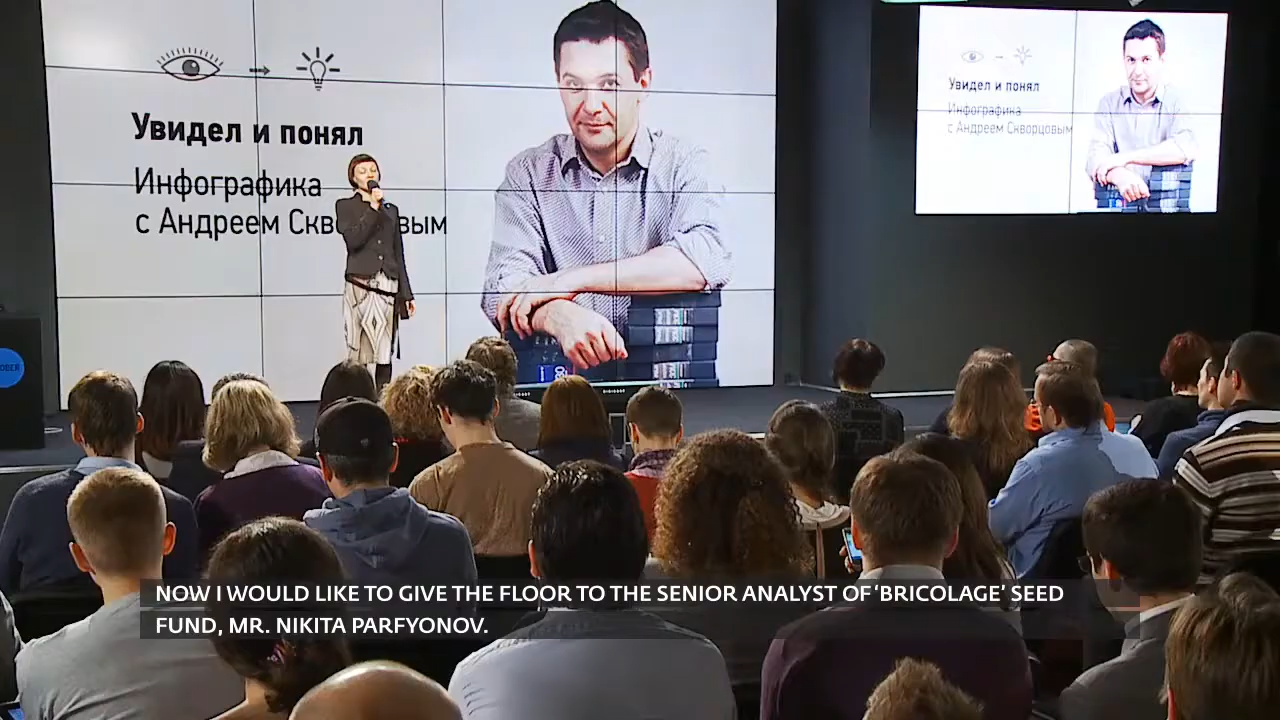 Увидел и понял
Инфографика
с Андреем
Увидел и понял
Инфографика
с Андреем Скворцовым
NOW I WOULD LIKE TO GIVE THE FLOOR TO THE SENIOR ANALYST OF ‘BRICOLAGE’ SEED
FUND, MR. NIKITA PARFYONOV.